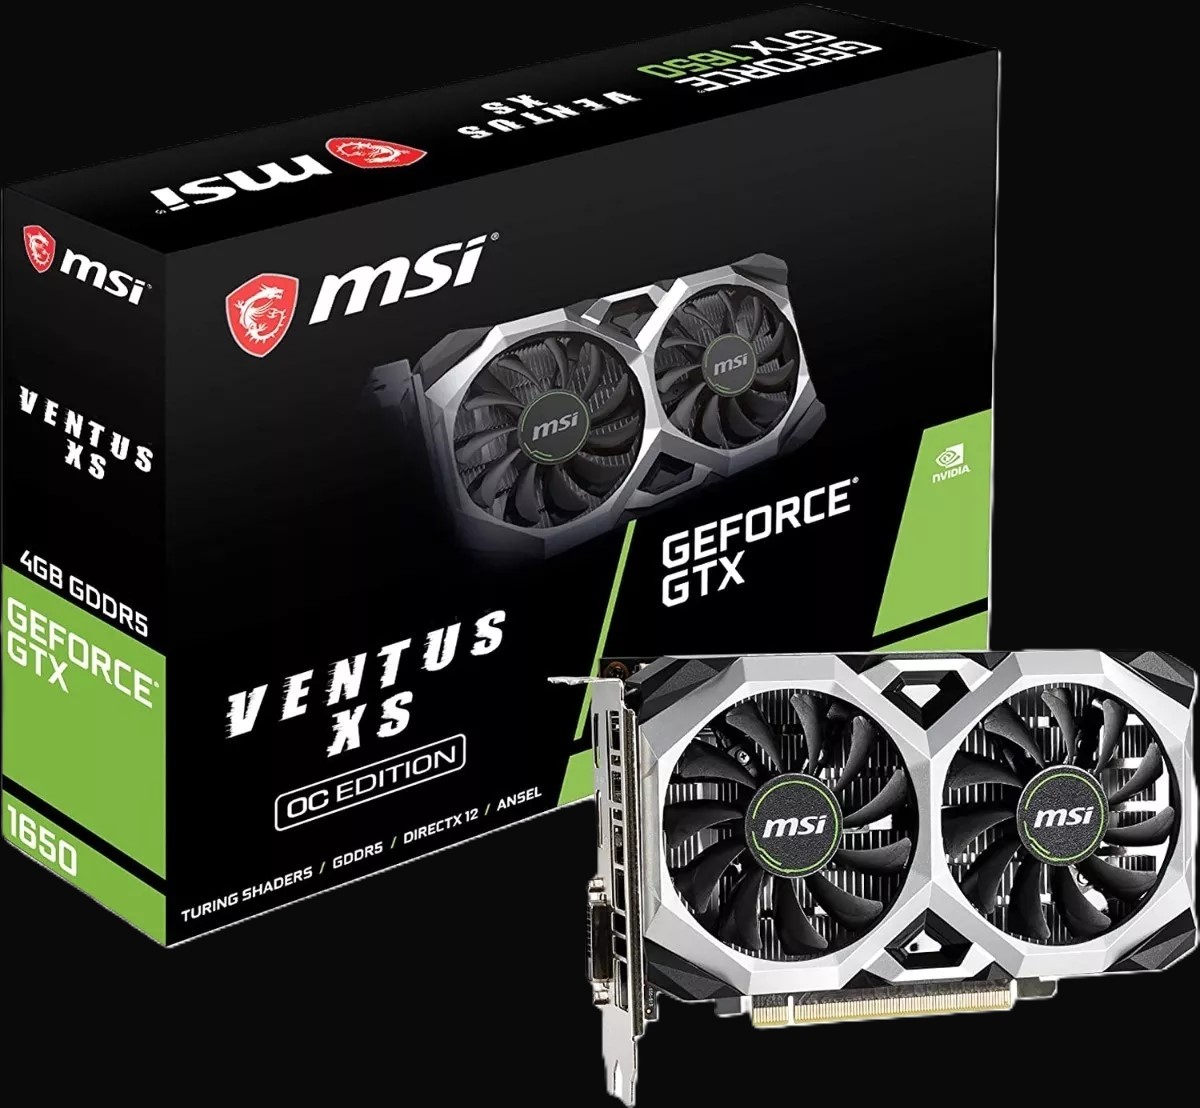 GEFORCE
GTX 1650
VENTUS
XS
msi
msi
VENTUS
XS
4GB GDDR5
GEFORCE®
GTX
1650
msi®
msi
msi
NVIDIA
GEFORCE®
GTX
VENTUS
XS
OC EDITION
TURING SHADERS / GDDR5 / DIRECTX 12 / ANSEL
msi
msi